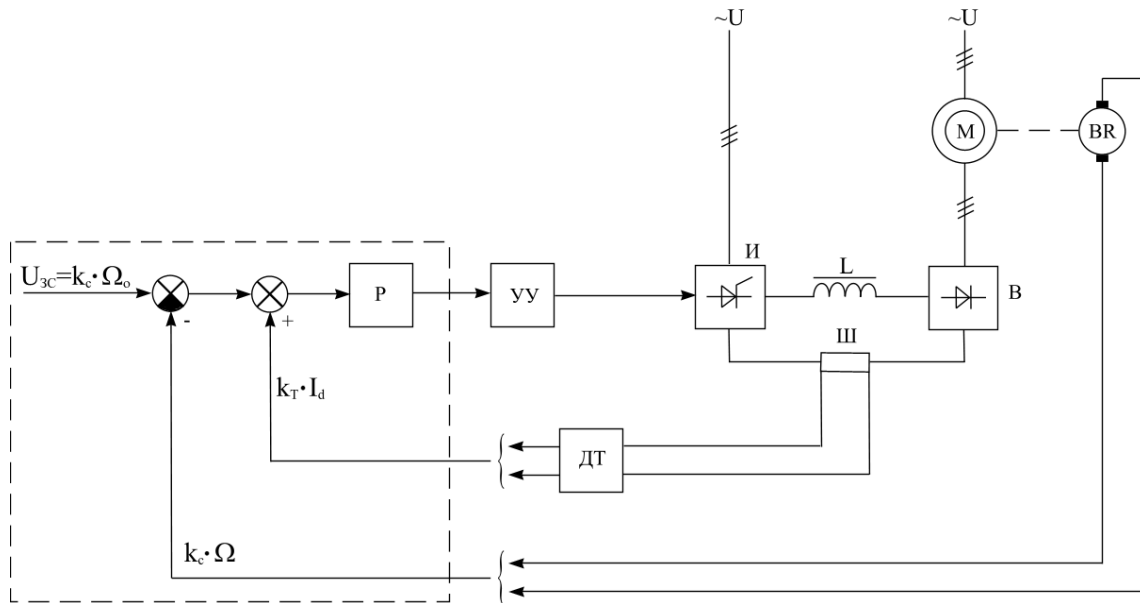 ~U
~U
M
BR
И
L
В
U_ЗС=k_c·Ω_o
Р
УУ
-
+
Ш
k_T·I_d
ДТ
k_c·Ω